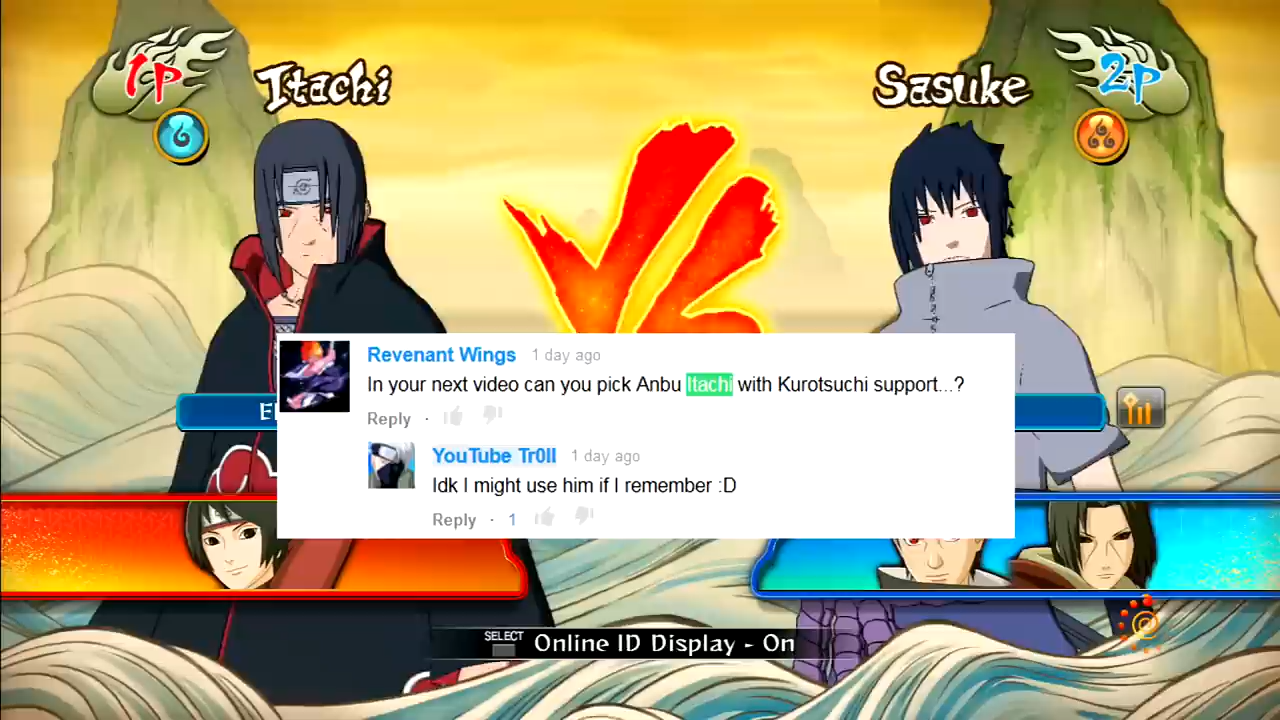 1P
Itachi
Sasuke
2P
Revenant Wings 1 day ago
In your next video can you pick Anbu Itachi with Kurotsuchi support...?
Reply ·
El
YouTube Tr0ll 1 day ago
Idk I might use him if I remember :D
Reply · 1
SELECT Online ID Display - On